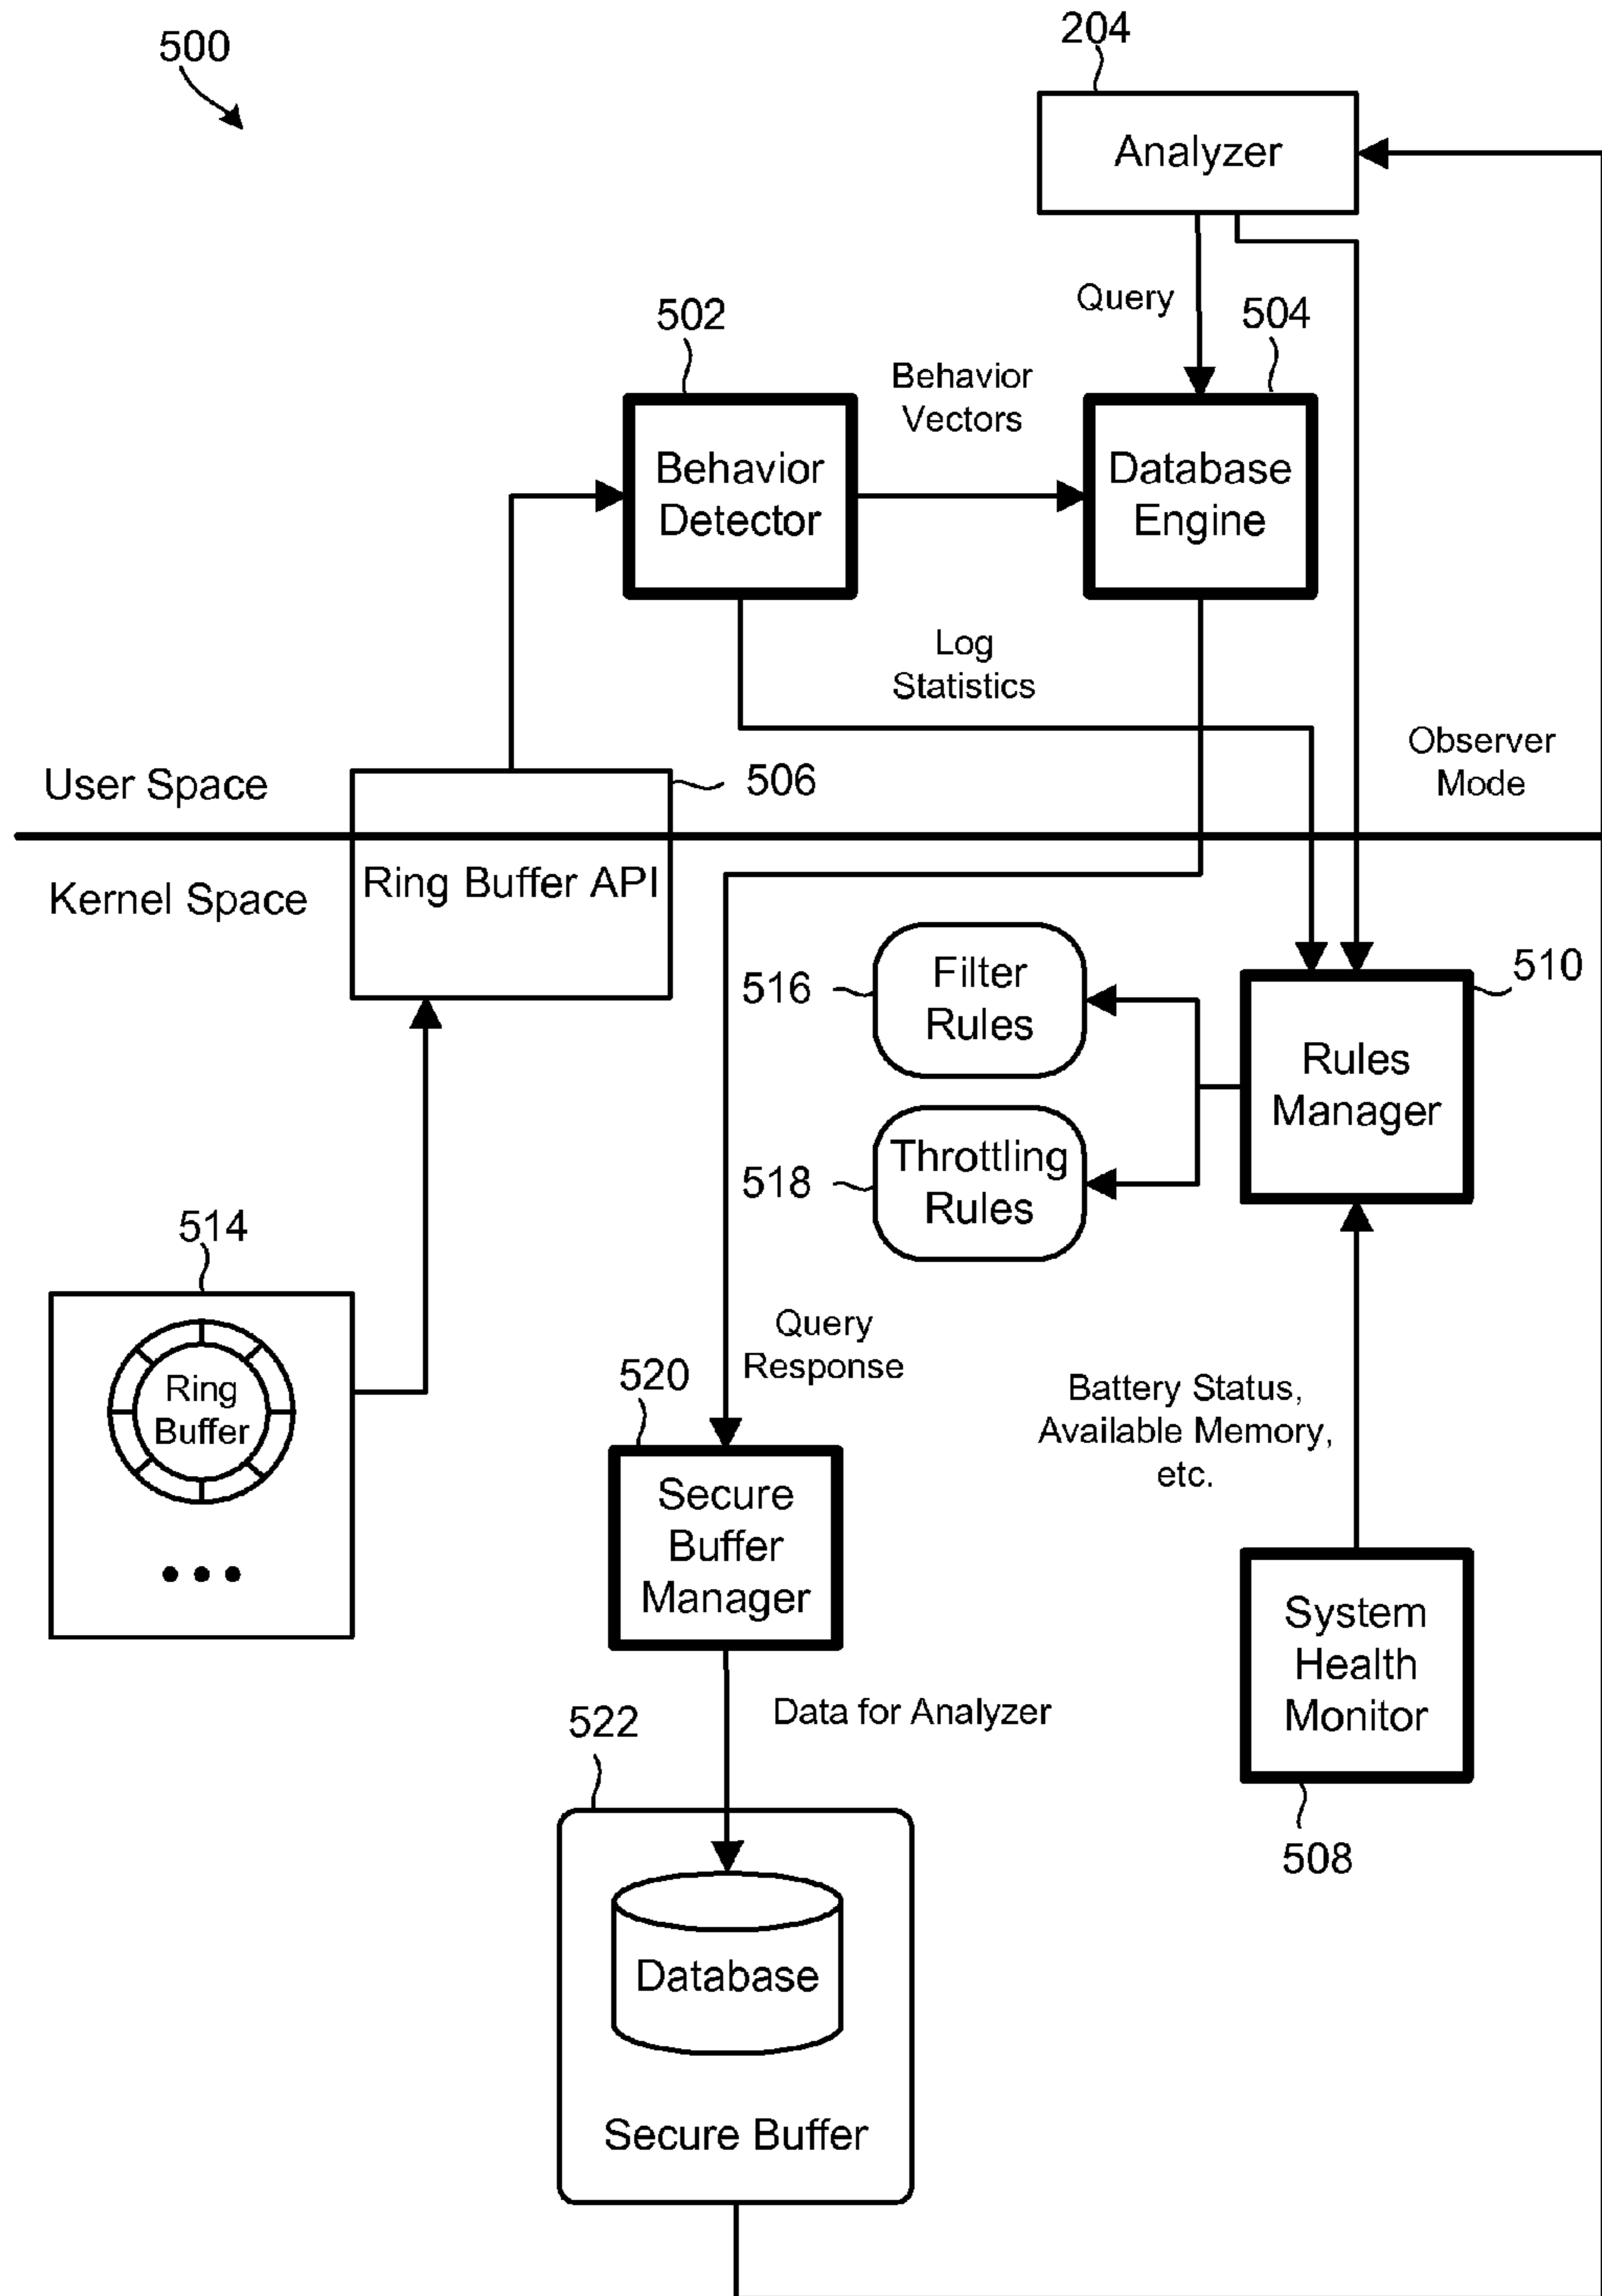 500
204
Analyzer
Query
502
504
Behavior
Vectors
Behavior
Detector
Database
Engine
Log
Statistics
Observer
Mode
User Space
506
Kernel Space
Ring Buffer API
510
516
Filter
Rules
Rules
Manager
518
Throttling
Rules
514
Ring
Buffer
Query
Response
520
Battery Status,
Available Memory,
etc.
Secure
Buffer
Manager
System
Health
Monitor
Data for Analyzer
522
508
Database
Secure Buffer